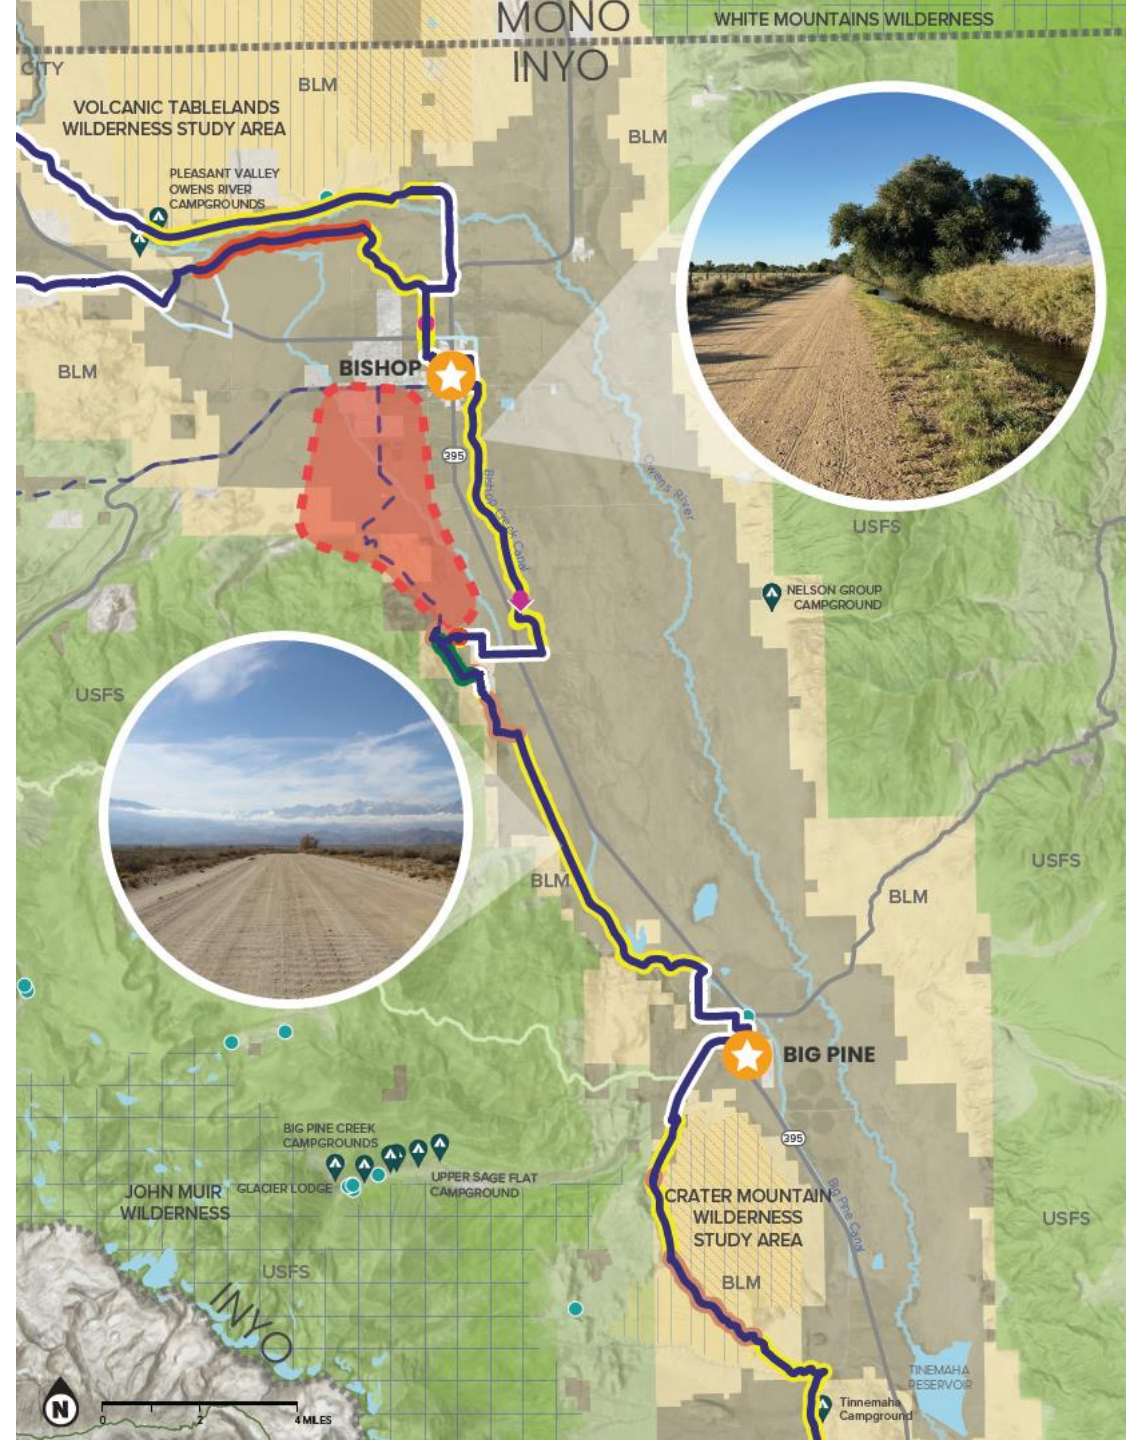 MONO
INYO
WHITE MOUNTAINS WILDERNESS
CITY
BLM
VOLCANIC TABLELANDS
WILDERNESS STUDY AREA
BLM
PLEASANT VALLEY
OWENS RIVER
CAMPGROUNDS
BLM
BISHOP
395
Bishop Creek Canal
Owens River
USFS
NELSON GROUP
CAMPGROUND
USFS
BLM
USFS
BLM
BIG PINE
BIG PINE CREEK
CAMPGROUNDS
395
GLACIER LODGE
UPPER SAGE FLAT
CAMPGROUND
JOHN MUIR
WILDERNESS
CRATER MOUNTAIN
WILDERNESS
STUDY AREA
Big Pine Canal
USFS
USFS
BLM
INYO
TINEMAHA
RESERVOIR
N
0 2 4 MILES
Tinnemaha
Campground